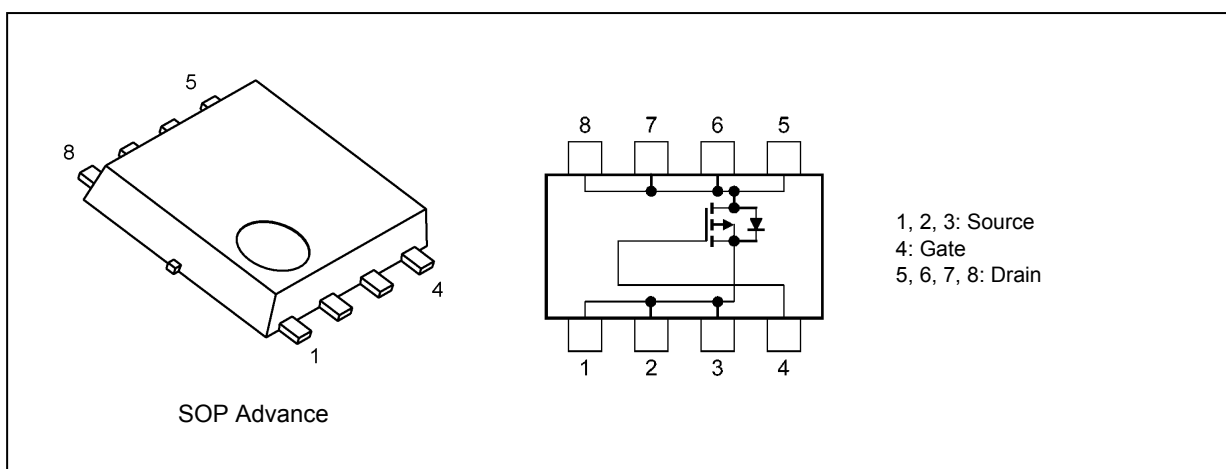 5
8
4
1
SOP Advance
8 7 6 5
1 2 3 4
1, 2, 3: Source
4: Gate
5, 6, 7, 8: Drain